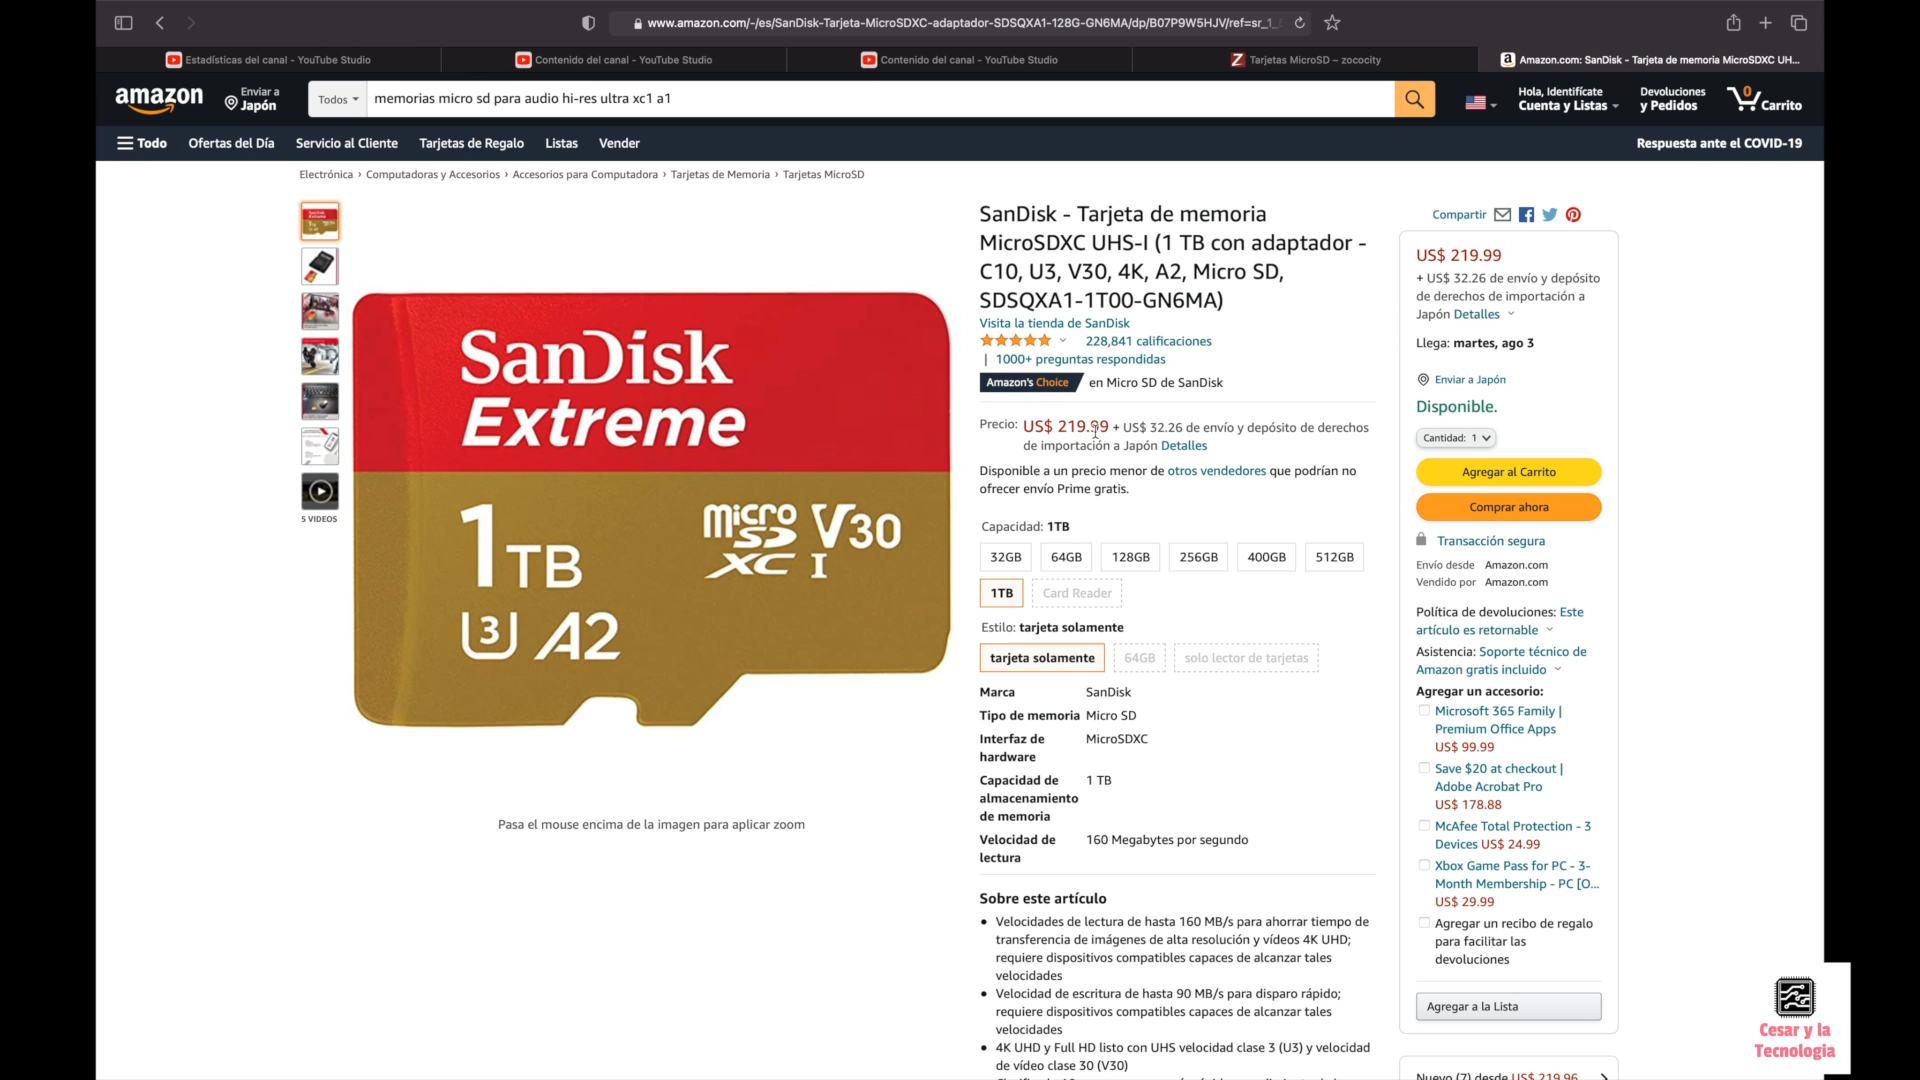 www.amazon.com/-/es/SanDisk-Tarjeta-MicroSDXC-adaptador-SDSQXA1-128G-GN6MA/dp/B07P9W5HJV/ref=sr_1_
Estadísticas del canal - YouTube Studio
Contenido del canal - YouTube Studio
Contenido del canal - YouTube Studio
Z Tarjetas MicroSD – zococity
a Amazon.com: SanDisk - Tarjeta de memoria MicroSDXC UH...
amazon
Enviar a
Japón
Todos
memorias micro sd para audio hi-res ultra xc1 a1
Hola, Identifícate
Cuenta y Listas
Devoluciones
y Pedidos
0
Carrito
Todo
Ofertas del Día
Servicio al Cliente
Tarjetas de Regalo
Listas
Vender
Respuesta ante el COVID-19
Electrónica › Computadoras y Accesorios › Accesorios para Computadora › Tarjetas de Memoria › Tarjetas MicroSD
5 VIDEOS
SanDisk
Extreme
1TB
micro SD XC I V30
U3 A2
Pasa el mouse encima de la imagen para aplicar zoom
SanDisk - Tarjeta de memoria
MicroSDXC UHS-I (1 TB con adaptador -
C10, U3, V30, 4K, A2, Micro SD,
SDSQXA1-1T00-GN6MA)
Visita la tienda de SanDisk
228,841 calificaciones
| 1000+ preguntas respondidas
Amazon's Choice en Micro SD de SanDisk
Precio: US$ 219.99 + US$ 32.26 de envío y depósito de derechos
de importación a Japón Detalles
Disponible a un precio menor de otros vendedores que podrían no
ofrecer envío Prime gratis.
Capacidad: 1TB
32GB
64GB
128GB
256GB
400GB
512GB
1TB
Card Reader
Estilo: tarjeta solamente
tarjeta solamente
64GB
solo lector de tarjetas
Marca SanDisk
Tipo de memoria Micro SD
Interfaz de MicroSDXC
hardware
Capacidad de 1 TB
almacenamiento
de memoria
Velocidad de 160 Megabytes por segundo
lectura
Sobre este artículo
• Velocidades de lectura de hasta 160 MB/s para ahorrar tiempo de
transferencia de imágenes de alta resolución y vídeos 4K UHD;
requiere dispositivos compatibles capaces de alcanzar tales
velocidades
• Velocidad de escritura de hasta 90 MB/s para disparo rápido;
requiere dispositivos compatibles capaces de alcanzar tales
velocidades
• 4K UHD y Full HD listo con UHS velocidad clase 3 (U3) y velocidad
de vídeo clase 30 (V30)
Compartir
US$ 219.99
+ US$ 32.26 de envío y depósito
de derechos de importación a
Japón Detalles
Llega: martes, ago 3
Enviar a Japón
Disponible.
Cantidad: 1
Agregar al Carrito
Comprar ahora
Transacción segura
Envío desde Amazon.com
Vendido por Amazon.com
Política de devoluciones: Este
artículo es retornable
Asistencia: Soporte técnico de
Amazon gratis incluido
Agregar un accesorio:
Microsoft 365 Family |
Premium Office Apps
US$ 99.99
Save $20 at checkout |
Adobe Acrobat Pro
US$ 178.88
McAfee Total Protection - 3
Devices US$ 24.99
Xbox Game Pass for PC - 3-
Month Membership - PC [O...
US$ 29.99
Agregar un recibo de regalo
para facilitar las
devoluciones
Agregar a la Lista
Nuevo (7) desde US$ 219.96
Cesar y la
Tecnologia